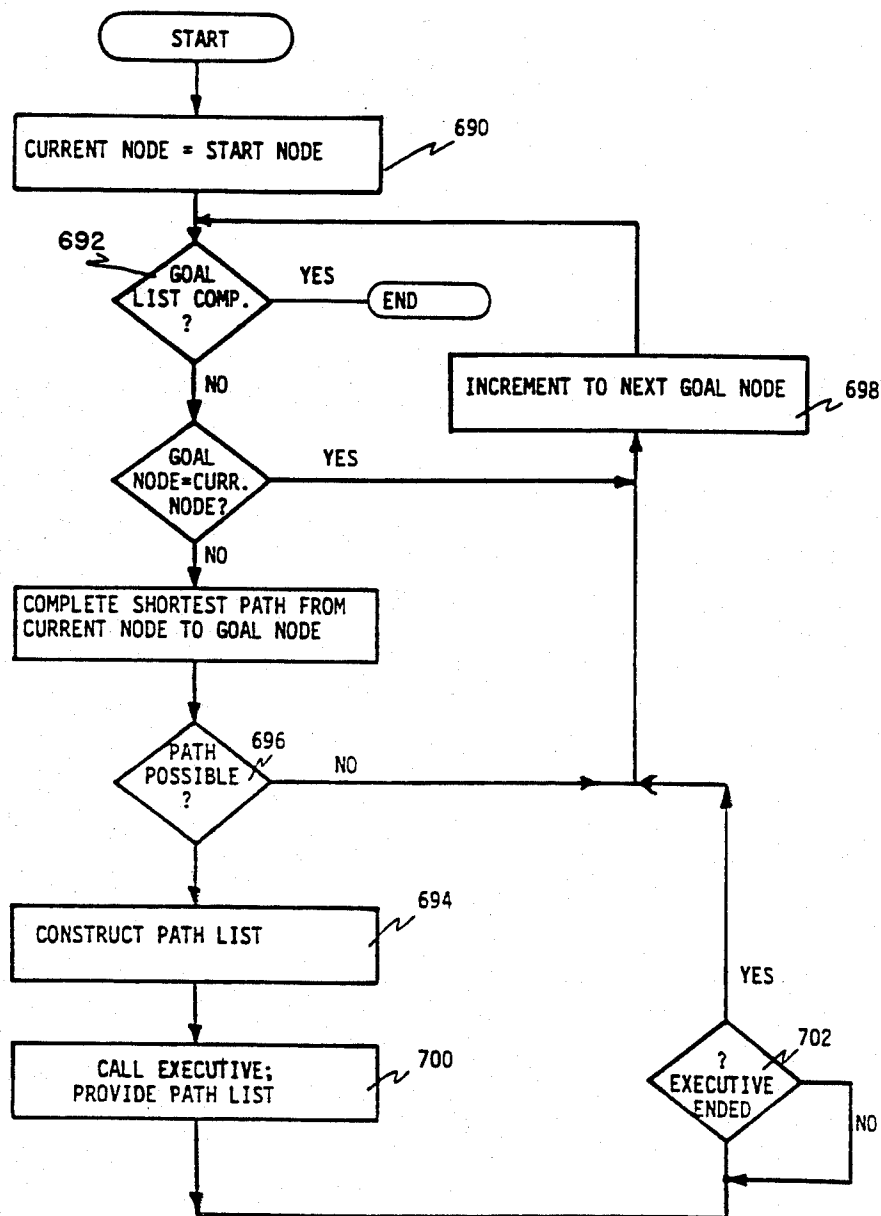 START
CURRENT NODE = START NODE
690
692
GOAL
LIST COMP.
?
YES
END
NO
INCREMENT TO NEXT GOAL NODE
698
GOAL
NODE=CURR.
NODE?
YES
NO
COMPLETE SHORTEST PATH FROM
CURRENT NODE TO GOAL NODE
PATH
POSSIBLE
?
696
NO
CONSTRUCT PATH LIST
694
YES
CALL EXECUTIVE;
PROVIDE PATH LIST
700
?
EXECUTIVE
ENDED
702
NO